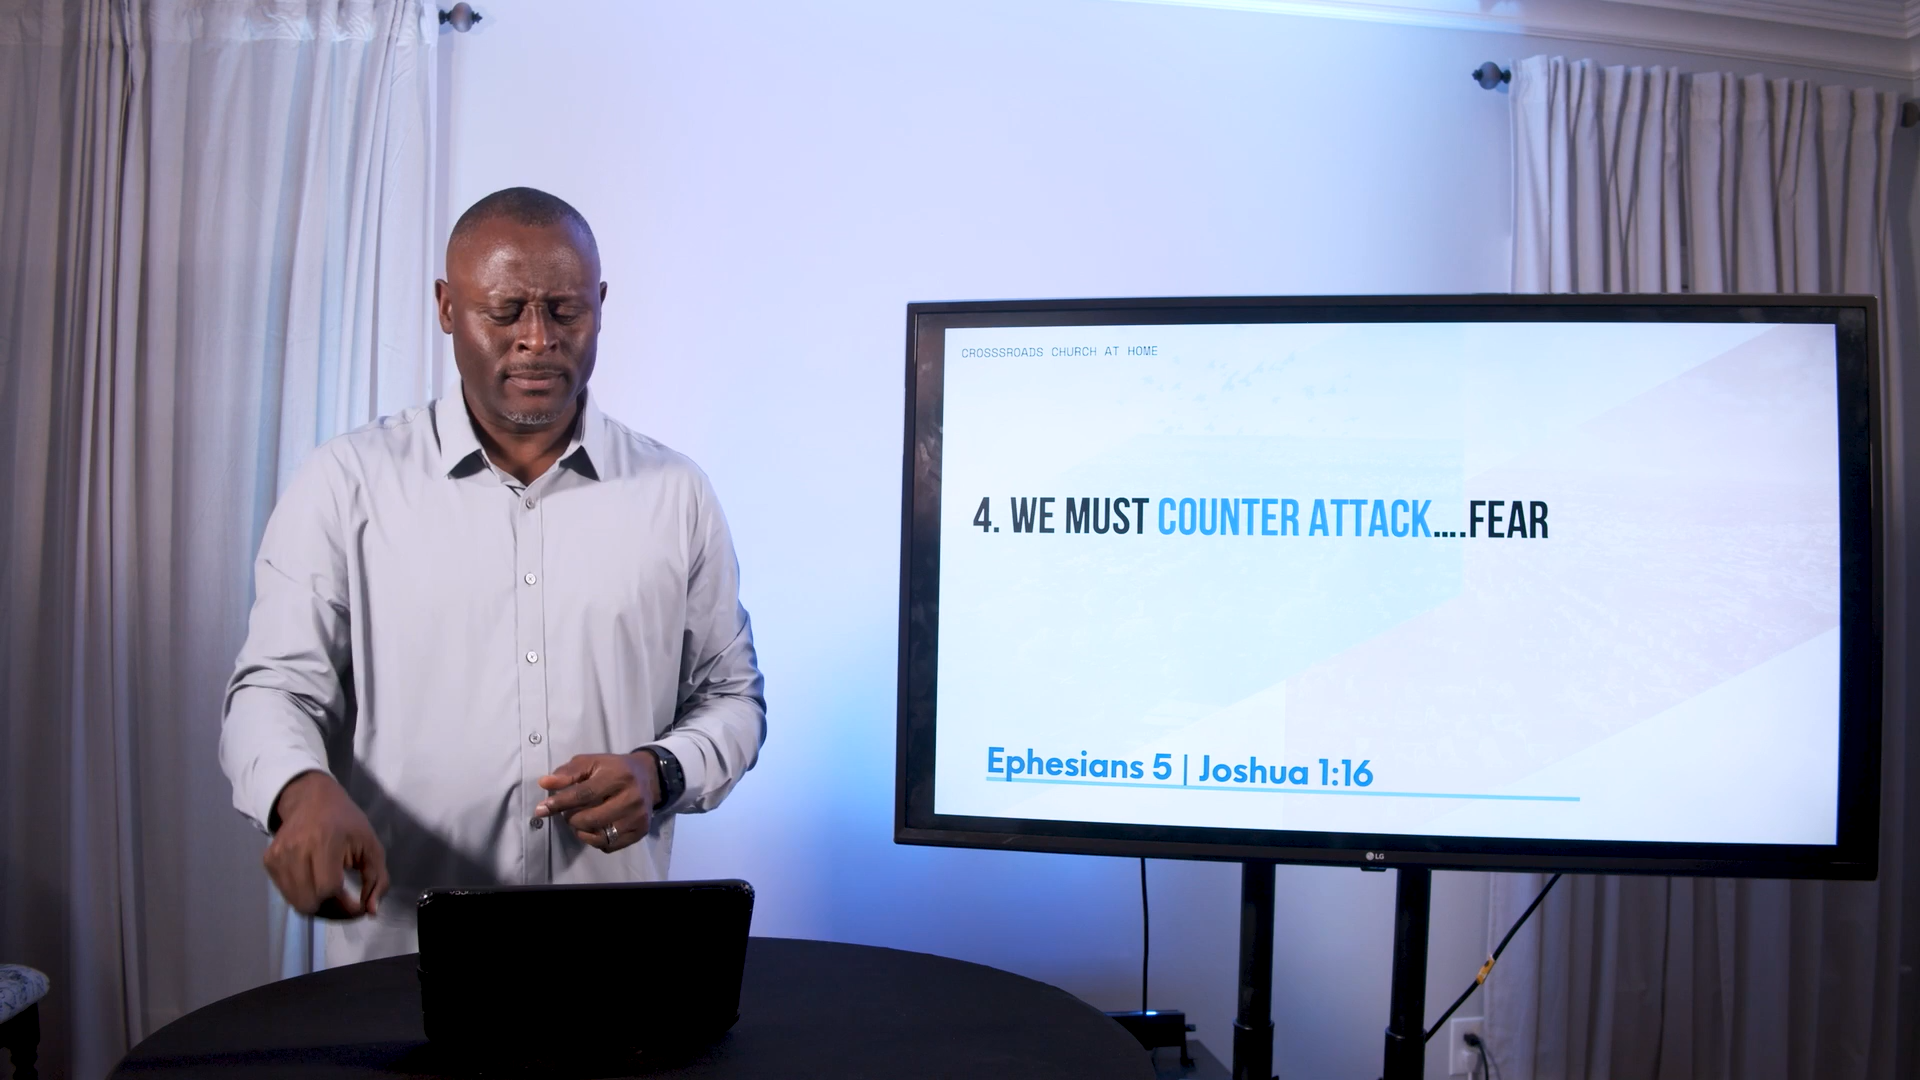 CROSSSROADS CHURCH AT HOME
4. WE MUST COUNTER ATTACK....FEAR
Ephesians 5 | Joshua 1:16
LG